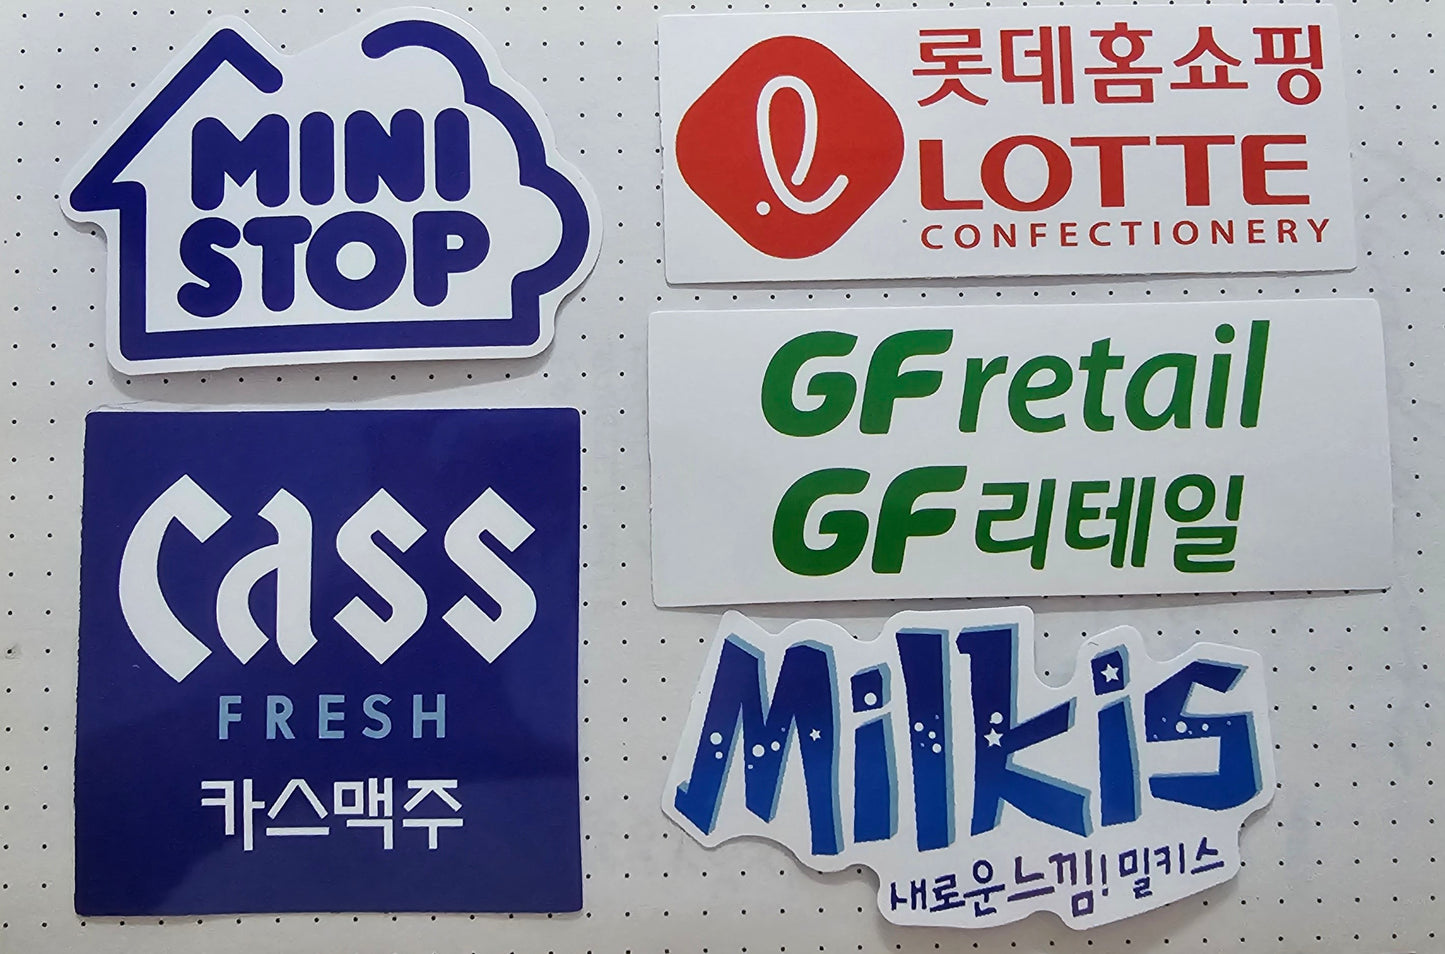 MINI
STOP
롯데홈쇼핑
LOTTE
CONFECTIONERY
GFretail
GF리테일
Cass
FRESH
카스맥주
Milkis
새로운느낌! 밀키스